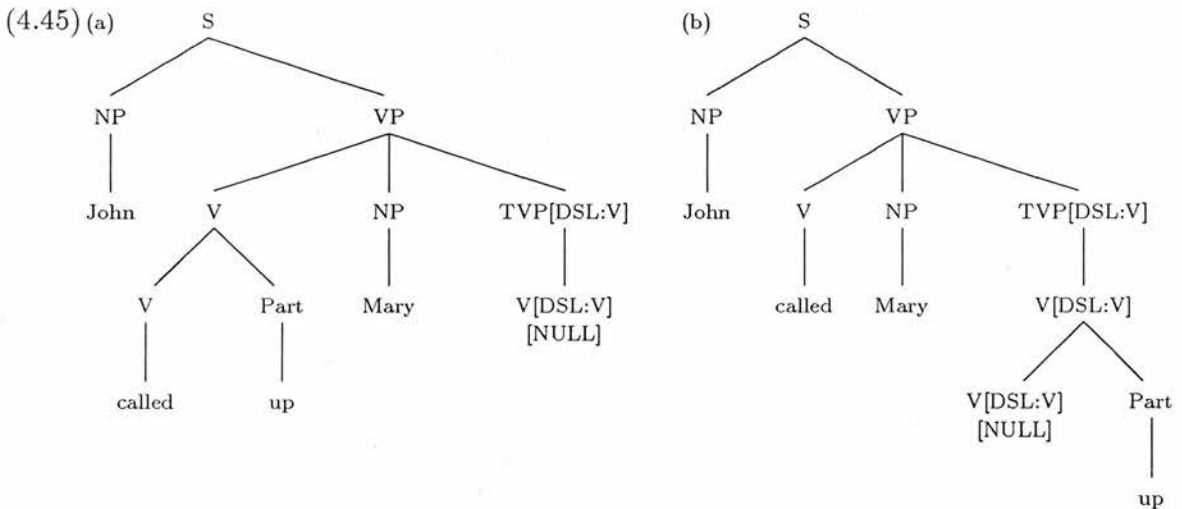 (4.45) (a) S (b) S
NP VP NP VP
John V NP TVP[DSL:V] John V NP TVP[DSL:V]
V Part Mary V[DSL:V] called Mary V[DSL:V]
[NULL]
called up V[DSL:V] Part
[NULL]
up